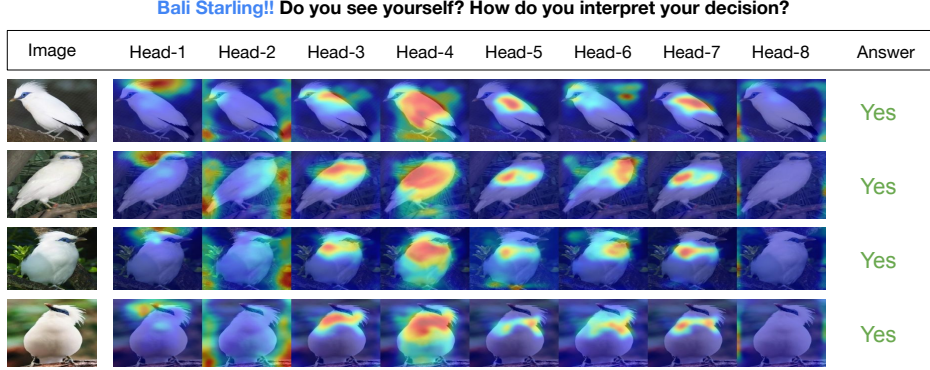 Bali Starling!! Do you see yourself? How do you interpret your decision?
Image Head-1 Head-2 Head-3 Head-4 Head-5 Head-6 Head-7 Head-8 Answer
Yes
Yes
Yes
Yes